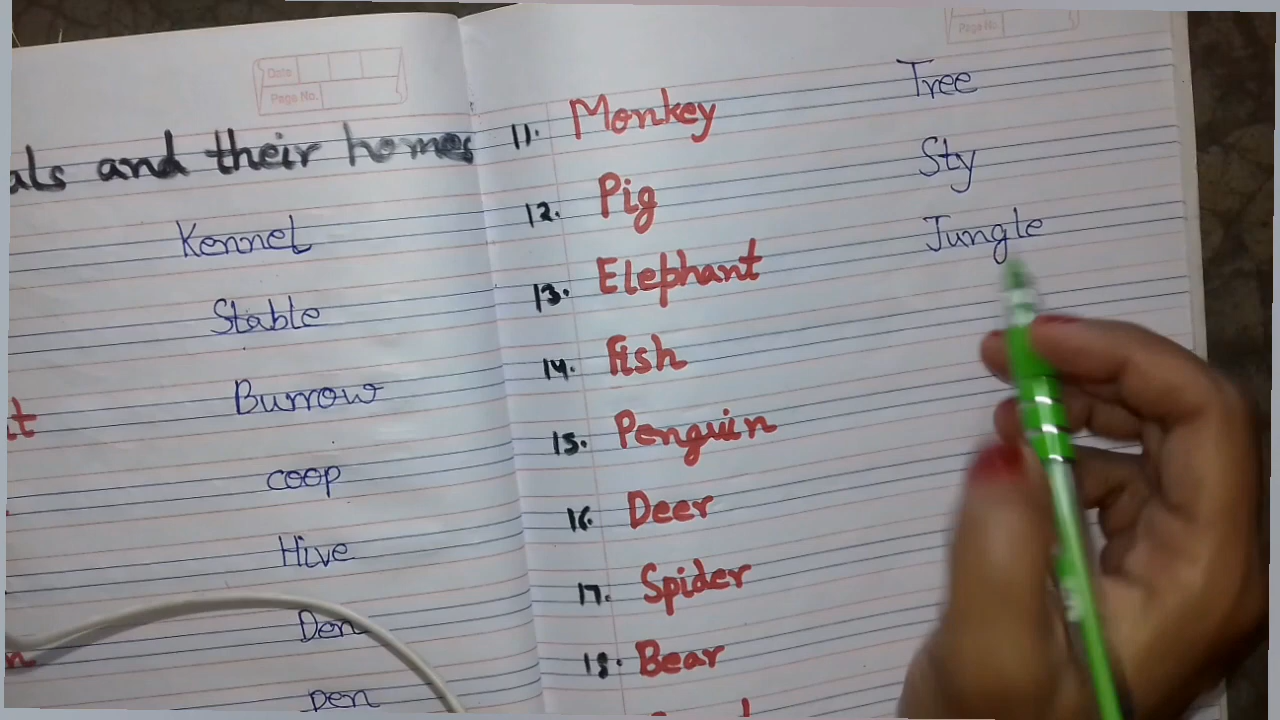 Date
Page No.
als and their homes
Kennel
Stable
Burrow
coop
Hive
Den
Pen
Page No
11. Monkey Tree
12. Pig Sty
13. Elephant Jungle
14. Fish
15. Penguin
16. Deer
17. Spider
18. Bear